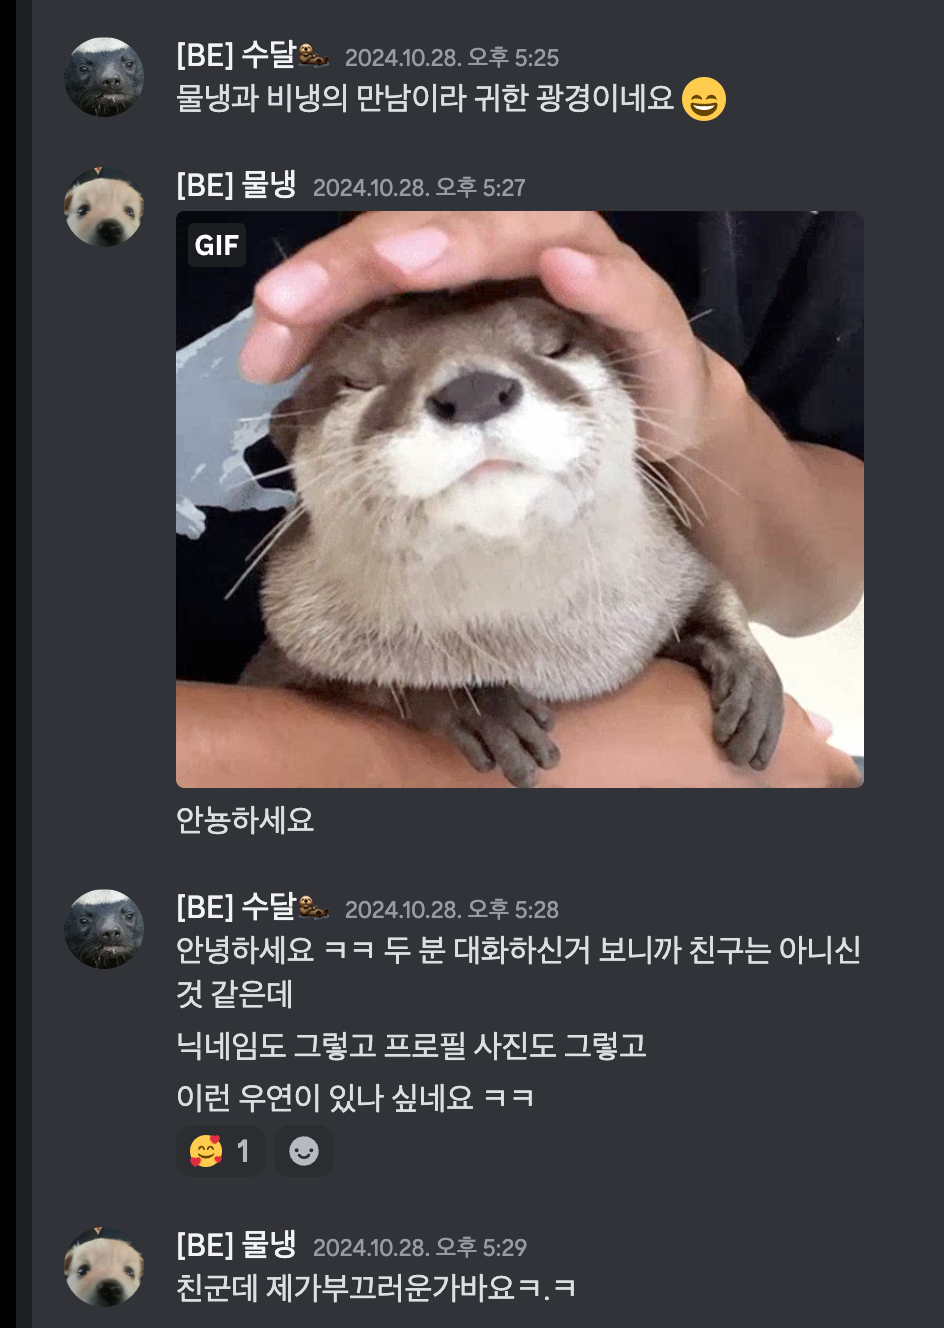 [BE] 수달🦦 2024.10.28. 오후 5:25
물냉과 비냉의 만남이라 귀한 광경이네요 😄
[BE] 물냉 2024.10.28. 오후 5:27
GIF
안뇽하세요
[BE] 수달🦦 2024.10.28. 오후 5:28
안녕하세요 ㅋㅋ 두 분 대화하신거 보니까 친구는 아니신
것 같은데
닉네임도 그렇고 프로필 사진도 그렇고
이런 우연이 있나 싶네요 ㅋㅋ
🥰 1
[BE] 물냉 2024.10.28. 오후 5:29
친군데 제가부끄러운가바요ㅋ.ㅋ